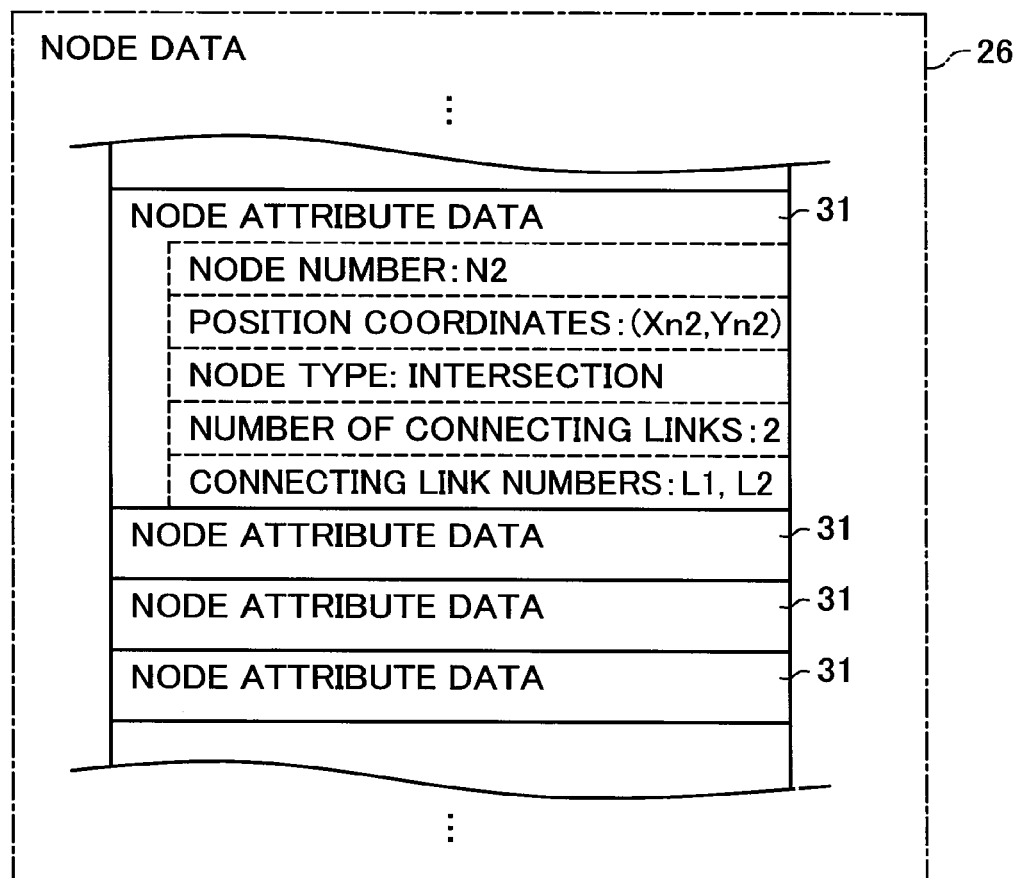 NODE DATA
26
⋮
NODE ATTRIBUTE DATA
31
NODE NUMBER:N2
POSITION COORDINATES:(Xn2,Yn2)
NODE TYPE: INTERSECTION
NUMBER OF CONNECTING LINKS:2
CONNECTING LINK NUMBERS:L1, L2
NODE ATTRIBUTE DATA
31
NODE ATTRIBUTE DATA
31
NODE ATTRIBUTE DATA
31
⋮